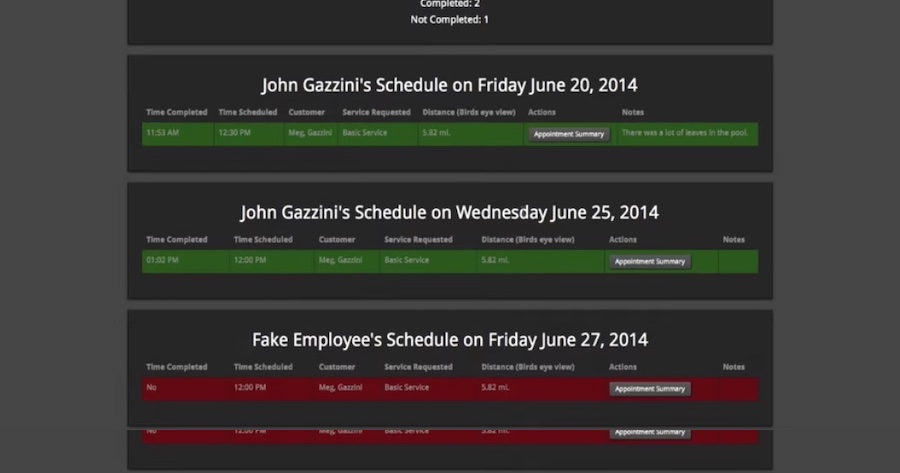 Completed: 2
Not Completed: 1
John Gazzini's Schedule on Friday June 20, 2014
Time Completed Time Scheduled Customer Service Requested Distance (Birds eye view) Actions Notes
11:53 AM 12:30 PM Meg, Gazzini Basic Service 5.82 mi. Appointment Summary There was a lot of leaves in the pool.
John Gazzini's Schedule on Wednesday June 25, 2014
Time Completed Time Scheduled Customer Service Requested Distance (Birds eye view) Actions Notes
01:02 PM 12:00 PM Meg, Gazzini Basic Service 5.82 mi. Appointment Summary
Fake Employee's Schedule on Friday June 27, 2014
Time Completed Time Scheduled Customer Service Requested Distance (Birds eye view) Actions Notes
No 12:00 PM Meg, Gazzini Basic Service 5.82 mi. Appointment Summary
No 12:00 PM Meg, Gazzini Basic Service 5.82 mi. Appointment Summary